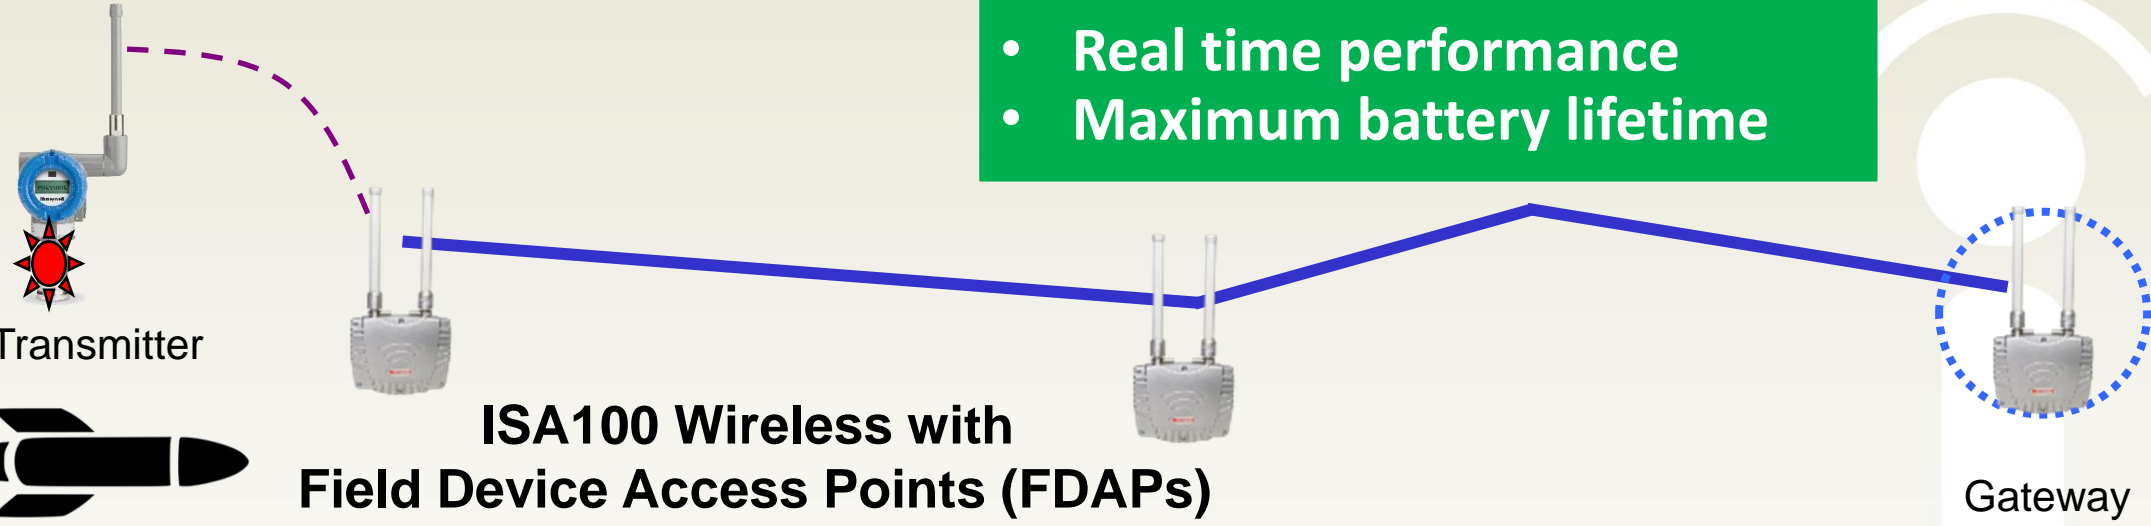 • Real time performance
• Maximum battery lifetime
Transmitter
ISA100 Wireless with
Field Device Access Points (FDAPs)
Gateway